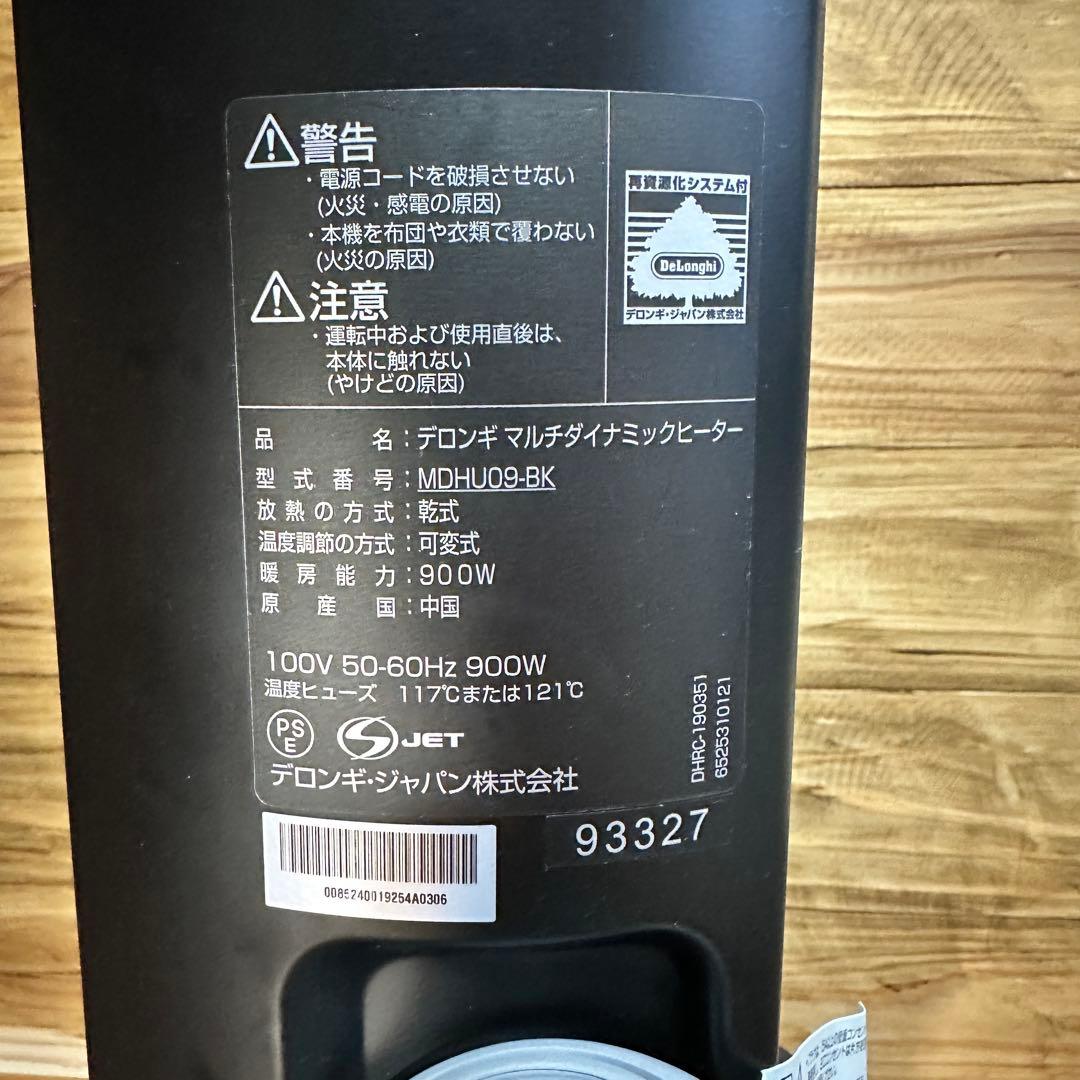 警告
・電源コードを破損させない
(火災・感電の原因)
・本機を布団や衣類で覆わない
(火災の原因)
注意
・運転中および使用直後は、
本体に触れない
(やけどの原因)
再資源化システム付
DeLonghi
デロンギ・ジャパン株式会社
品名：デロンギ マルチダイナミックヒーター
型式番号：MDHU09-BK
放熱の方式：乾式
温度調節の方式：可変式
暖房能力：900W
原産国：中国
100V 50-60Hz 900W
温度ヒューズ 117℃または121℃
PSE
JET
デロンギ・ジャパン株式会社
DHRC-190351
6525310121
93327
0085240019254A0306